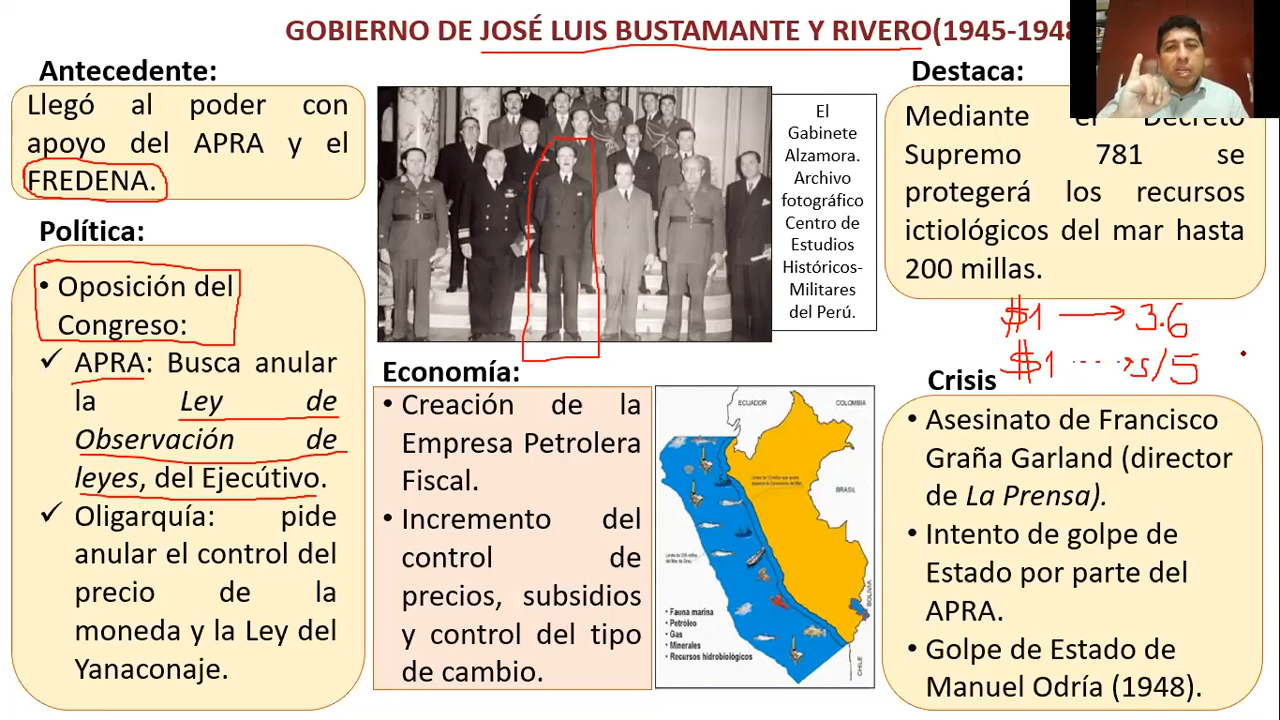 GOBIERNO DE JOSÉ LUIS BUSTAMANTE Y RIVERO(1945-1948
Antecedente:
Llegó al poder con
apoyo del APRA y el
FREDENA.
Política:
• Oposición del
Congreso:
✓ APRA: Busca anular
la Ley de
Observación de
leyes, del Ejecútivo.
✓ Oligarquía: pide
anular el control del
precio de la
moneda y la Ley del
Yanaconaje.
El
Gabinete
Alzamora.
Archivo
fotográfico
Centro de
Estudios
Históricos-
Militares
del Perú.
Economía:
• Creación de la
Empresa Petrolera
Fiscal.
• Incremento del
control de
precios, subsidios
y control del tipo
de cambio.
ECUADOR
COLOMBIA
BRASIL
BOLIVIA
CHILE
• Fauna marina
• Petróleo
• Gas
• Minerales
• Recursos hidrobiológicos
Destaca:
Mediante el Decreto
Supremo 781 se
protegerá los recursos
ictiológicos del mar hasta
200 millas.
$1 → 3.6
$1 ····→ s/5
Crisis
• Asesinato de Francisco
Graña Garland (director
de La Prensa).
• Intento de golpe de
Estado por parte del
APRA.
• Golpe de Estado de
Manuel Odría (1948).